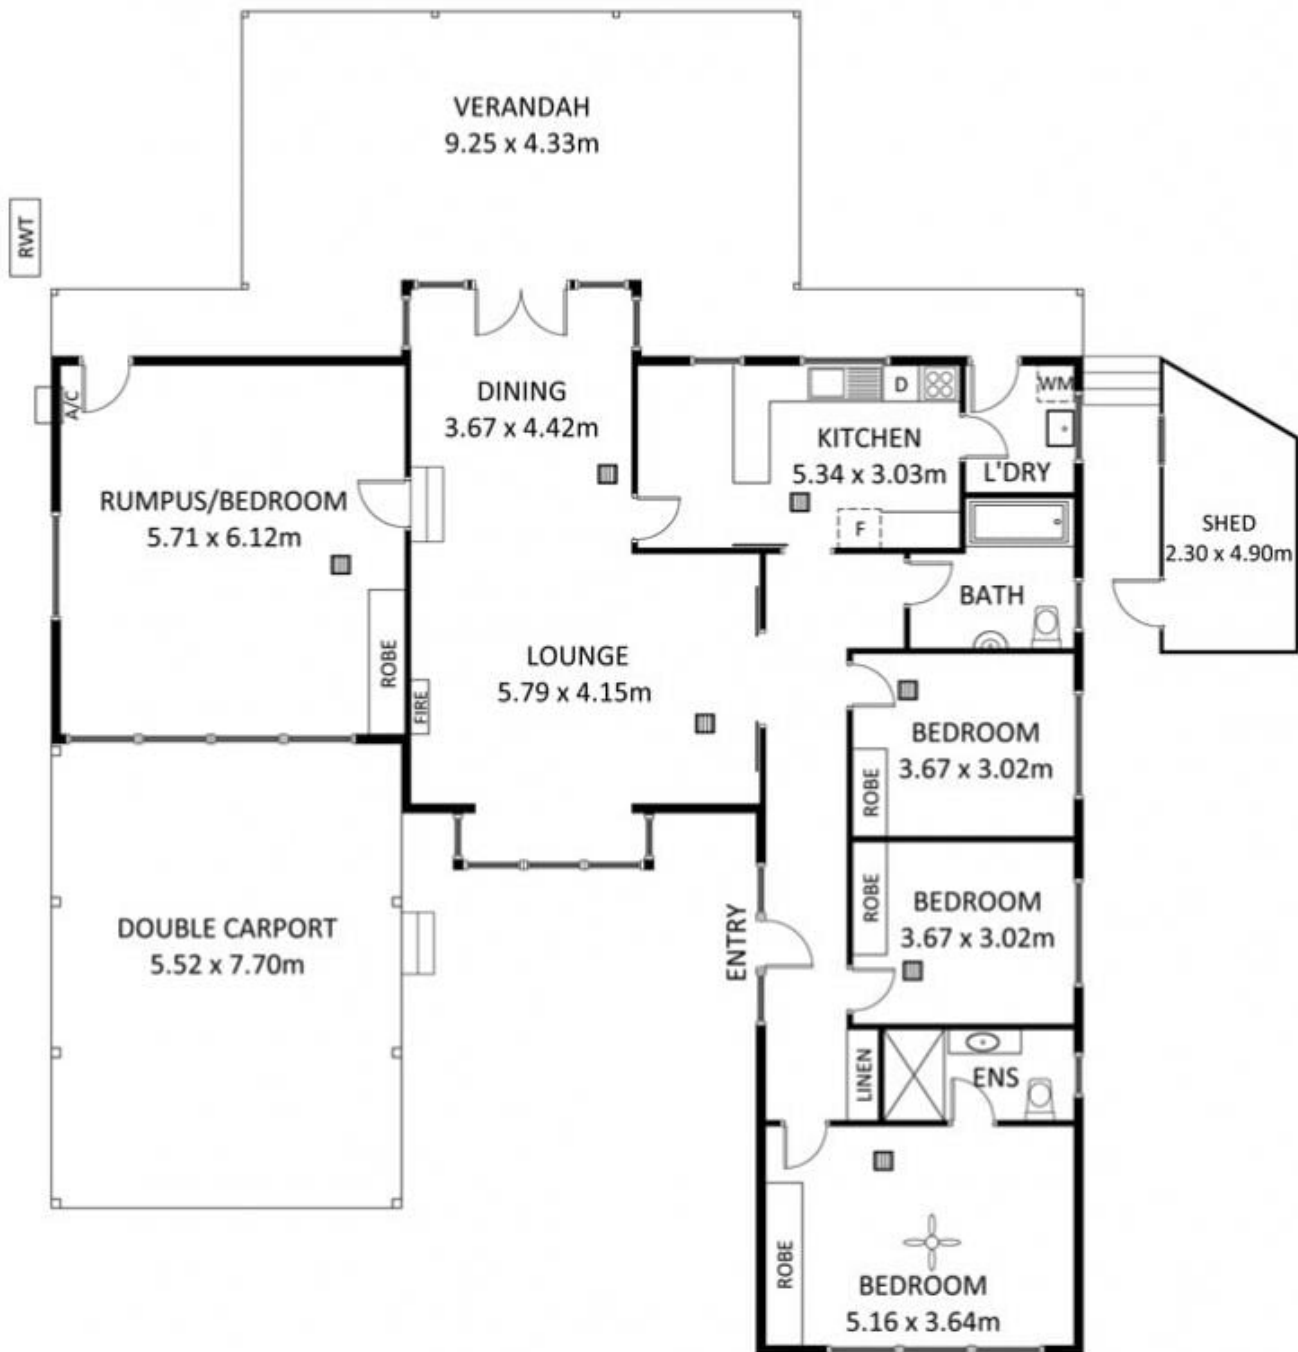 VERANDAH
9.25 x 4.33m
RWT
A/C
DINING
3.67 x 4.42m
D
WM
KITCHEN
5.34 x 3.03m
L'DRY
RUMPUS/BEDROOM
5.71 x 6.12m
F
SHED
2.30 x 4.90m
BATH
ROBE
LOUNGE
5.79 x 4.15m
FIRE
BEDROOM
3.67 x 3.02m
ROBE
ROBE
BEDROOM
3.67 x 3.02m
DOUBLE CARPORT
5.52 x 7.70m
ENTRY
LINEN
ENS
ROBE
BEDROOM
5.16 x 3.64m